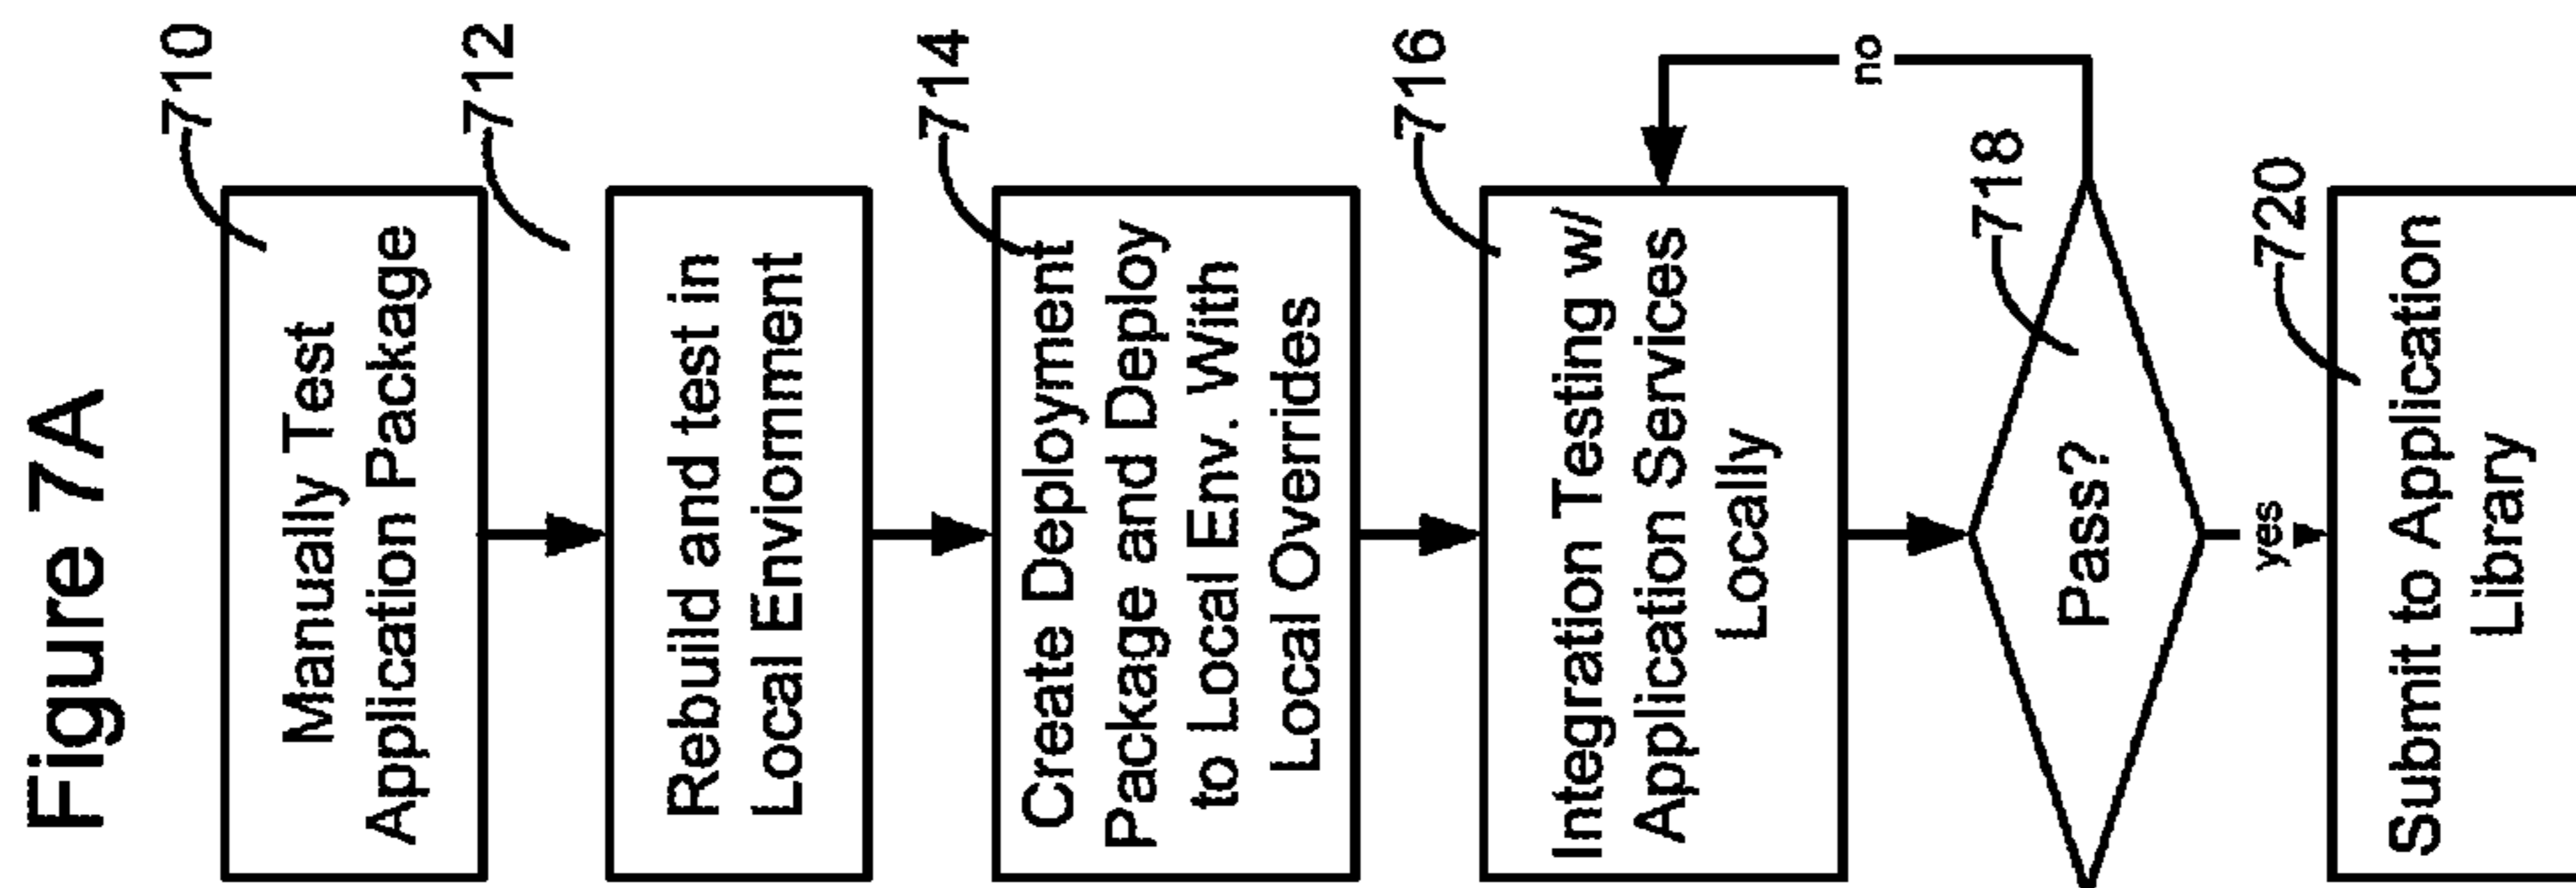 Figure 7A
710
Manually Test
Application Package
712
Rebuild and test in
Local Enviornment
714
Create Deployment
Package and Deploy
to Local Env. With
Local Overrides
716
Integration Testing w/
Application Services
Locally
no
718
Pass?
yes
720
Submit to Application
Library